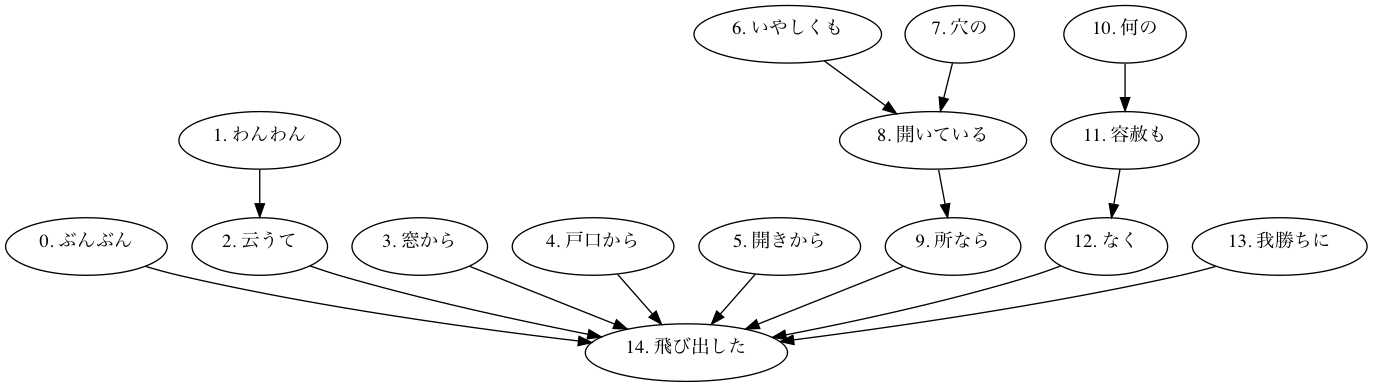 6. いやしくも
7. 穴の
10. 何の
1. わんわん
8. 開いている
11. 容赦も
0. ぶんぶん
2. 云うて
3. 窓から
4. 戸口から
5. 開きから
9. 所なら
12. なく
13. 我勝ちに
14. 飛び出した